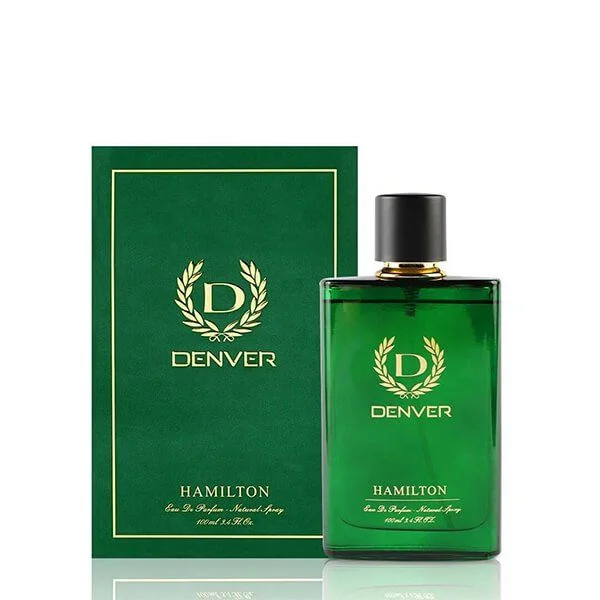 D
DENVER
HAMILTON
Eau De Parfum - Natural Spray
100ml 3.4 Fl. Oz.
D
DENVER
HAMILTON
Eau De Parfum - Natural Spray
100ml 3.4 Fl. OZ.